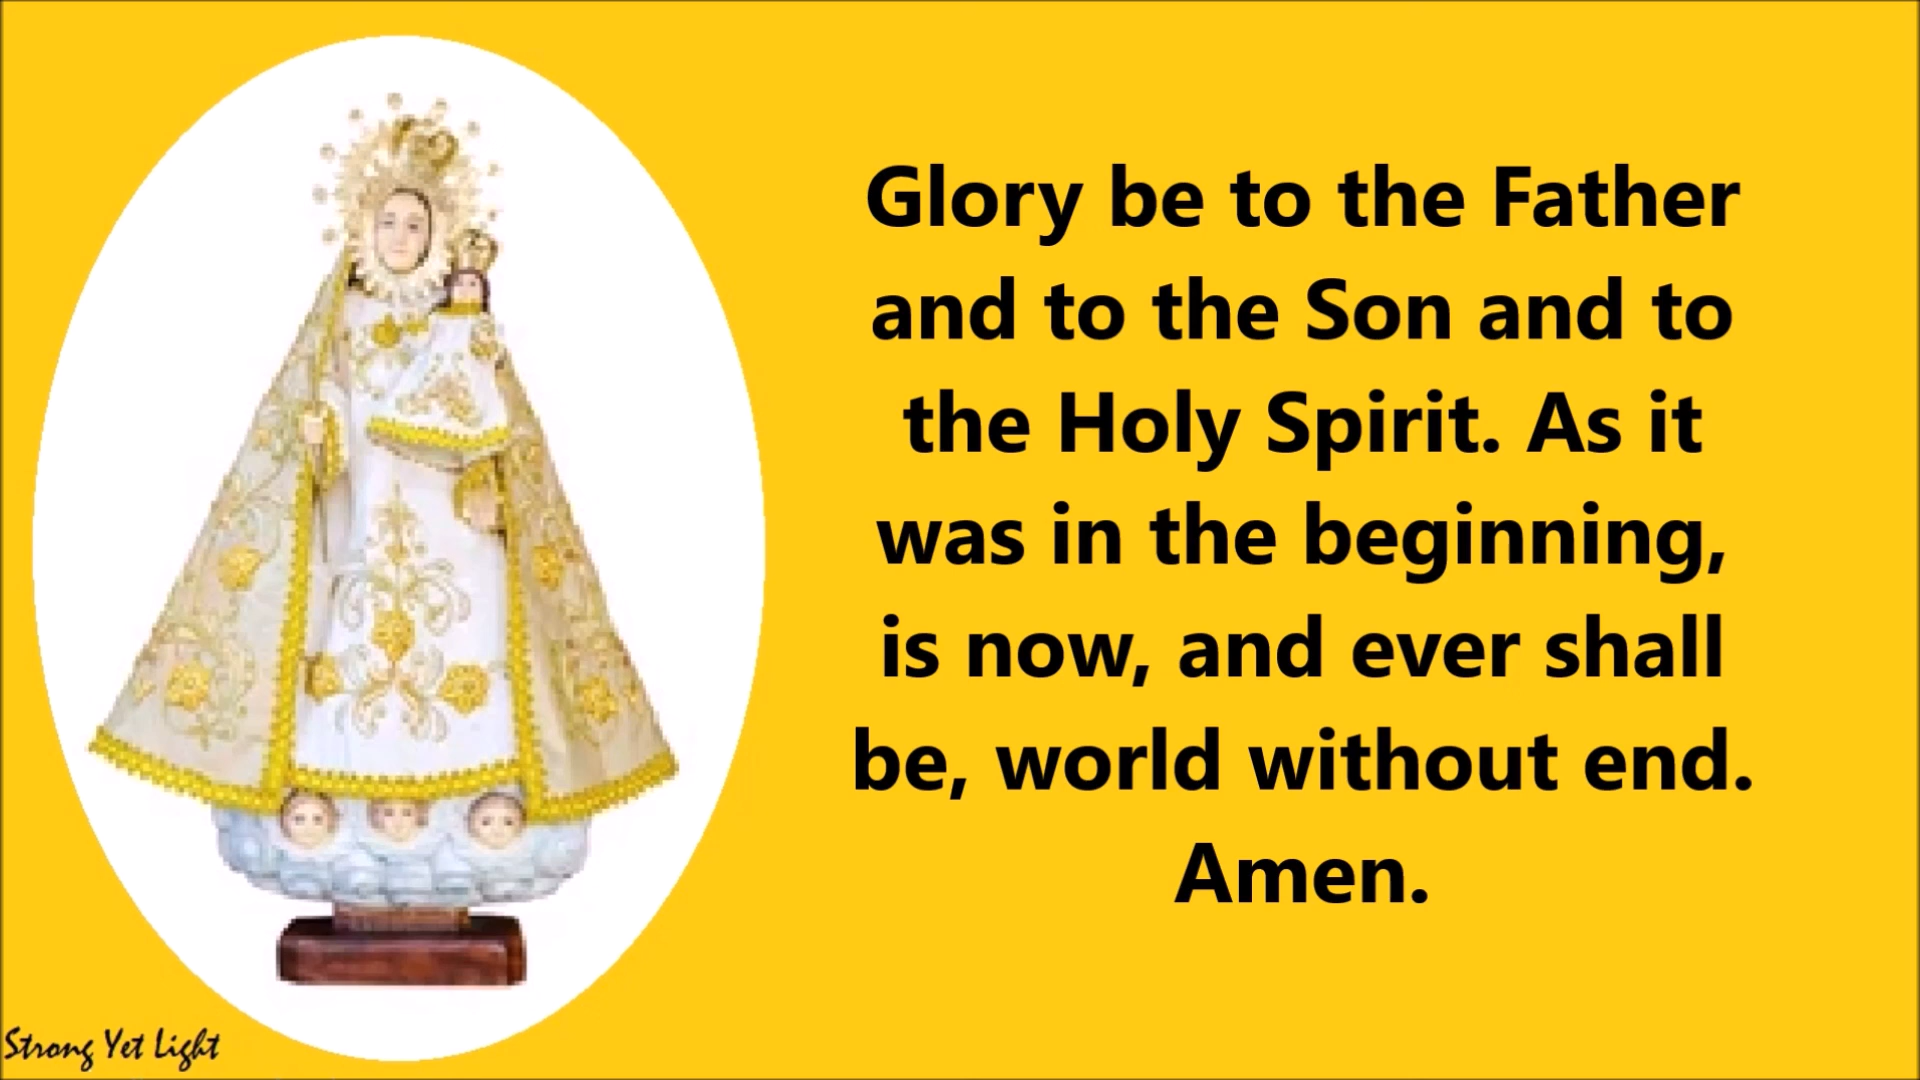 Glory be to the Father
and to the Son and to
the Holy Spirit. As it
was in the beginning,
is now, and ever shall
be, world without end.
Amen.
Strong Yet Light